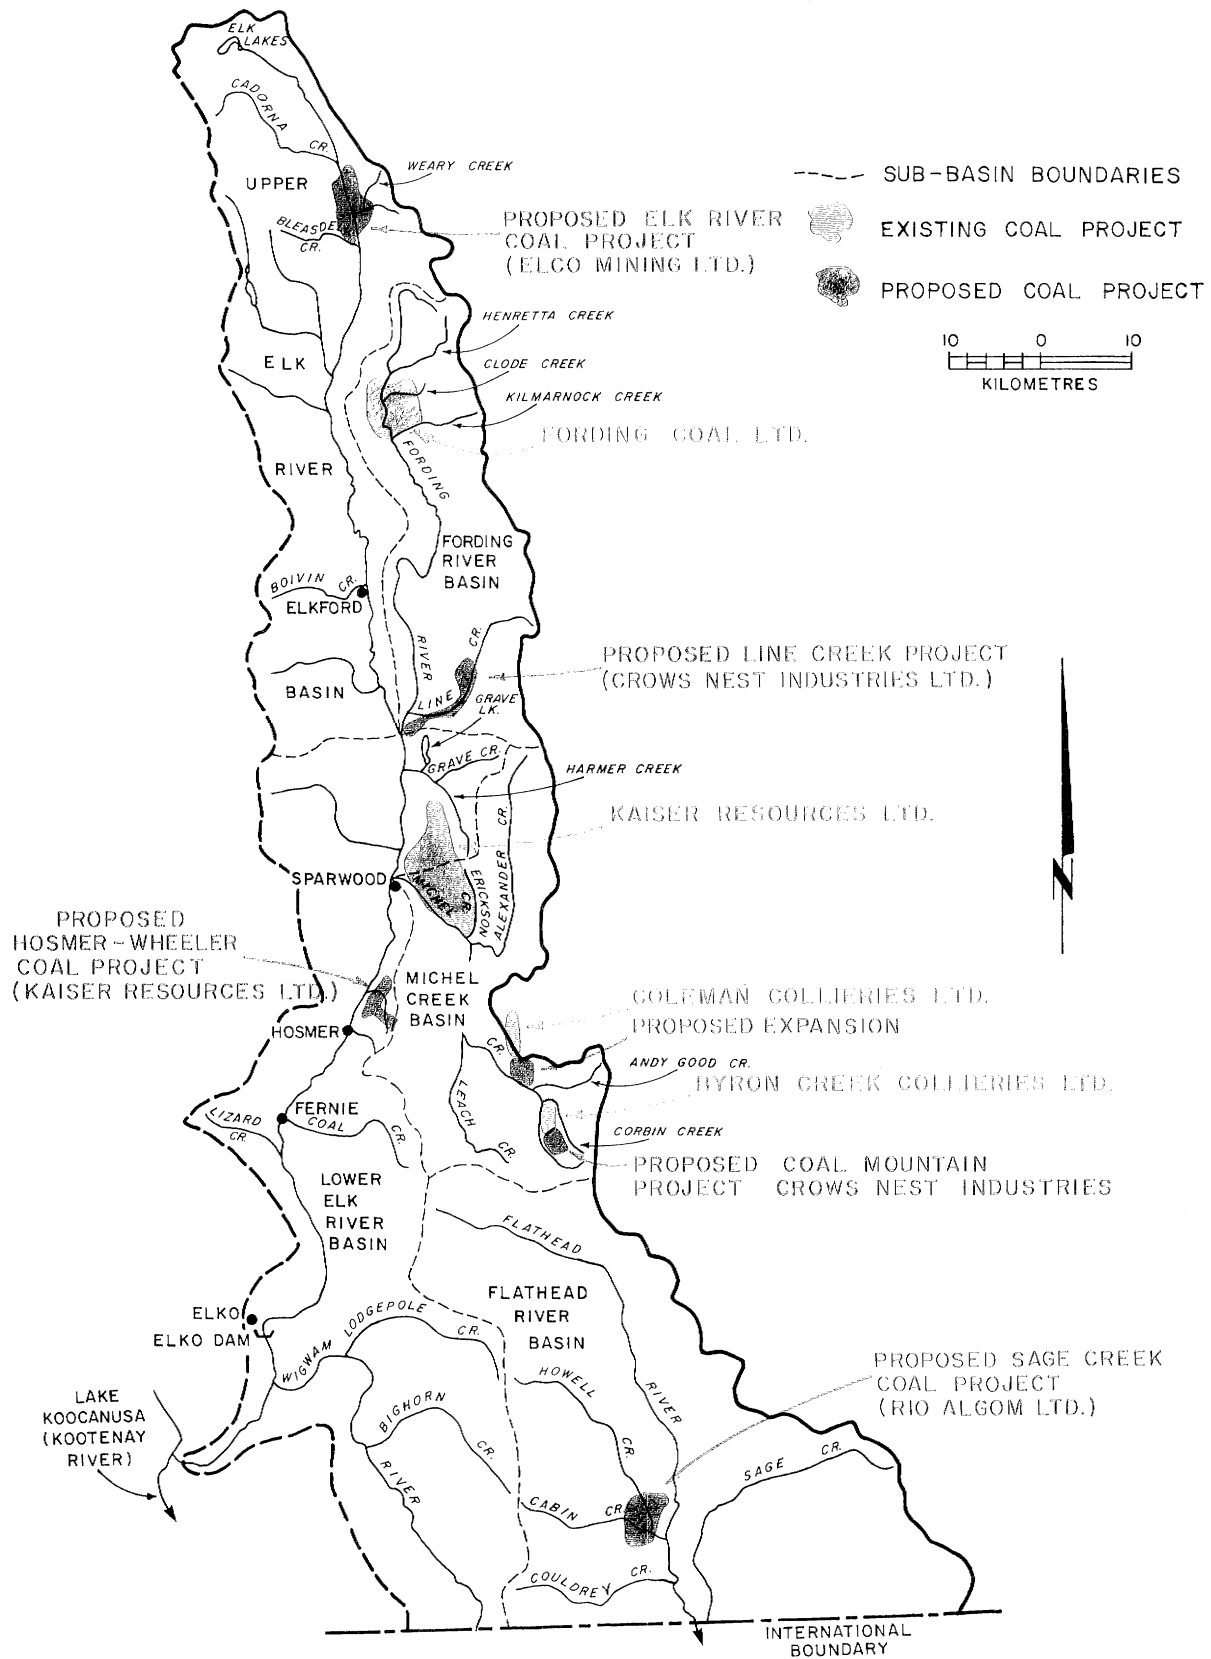 ELK
LAKES
CADORNA
CR.
WEARY CREEK
UPPER
BLEASDE
CR.
PROPOSED ELK RIVER
COAL PROJECT
(ELCO MINING LTD.)
SUB-BASIN BOUNDARIES
EXISTING COAL PROJECT
PROPOSED COAL PROJECT
10 0 10
KILOMETRES
HENRETTA CREEK
CLODE CREEK
ELK
KILMARNOCK CREEK
FORDING COAL LTD.
RIVER
FORDING
FORDING
RIVER
BASIN
BOIVIN CR.
ELKFORD
RIVER
CR.
PROPOSED LINE CREEK PROJECT
(CROWS NEST INDUSTRIES LTD.)
BASIN
LINE
GRAVE
LK.
GRAVE CR.
HARMER CREEK
KAISER RESOURCES LTD.
SPARWOOD
MICHEL
CR.
ERICKSON
ALEXANDER CR.
N
PROPOSED
HOSMER-WHEELER
COAL PROJECT
(KAISER RESOURCES LTD.)
MICHEL
CREEK
BASIN
HOSMER
COLEMAN COLLIERIES LTD.
PROPOSED EXPANSION
CR.
ANDY GOOD CR.
BYRON CREEK COLLIERIES LTD.
LEACH
CR.
CORBIN CREEK
PROPOSED COAL MOUNTAIN
PROJECT CROWS NEST INDUSTRIES
LIZARD
CR.
FERNIE
COAL
CR.
LOWER
ELK
RIVER
BASIN
FLATHEAD
FLATHEAD
RIVER
BASIN
ELKO
ELKO DAM
WIGWAM
LODGEPOLE
CR.
HOWELL
CR.
RIVER
PROPOSED SAGE CREEK
COAL PROJECT
(RIO ALGOM LTD.)
LAKE
KOOCANUSA
(KOOTENAY
RIVER)
BIGHORN
CR.
RIVER
SAGE CR.
CABIN CR.
COULDREY CR.
INTERNATIONAL
BOUNDARY